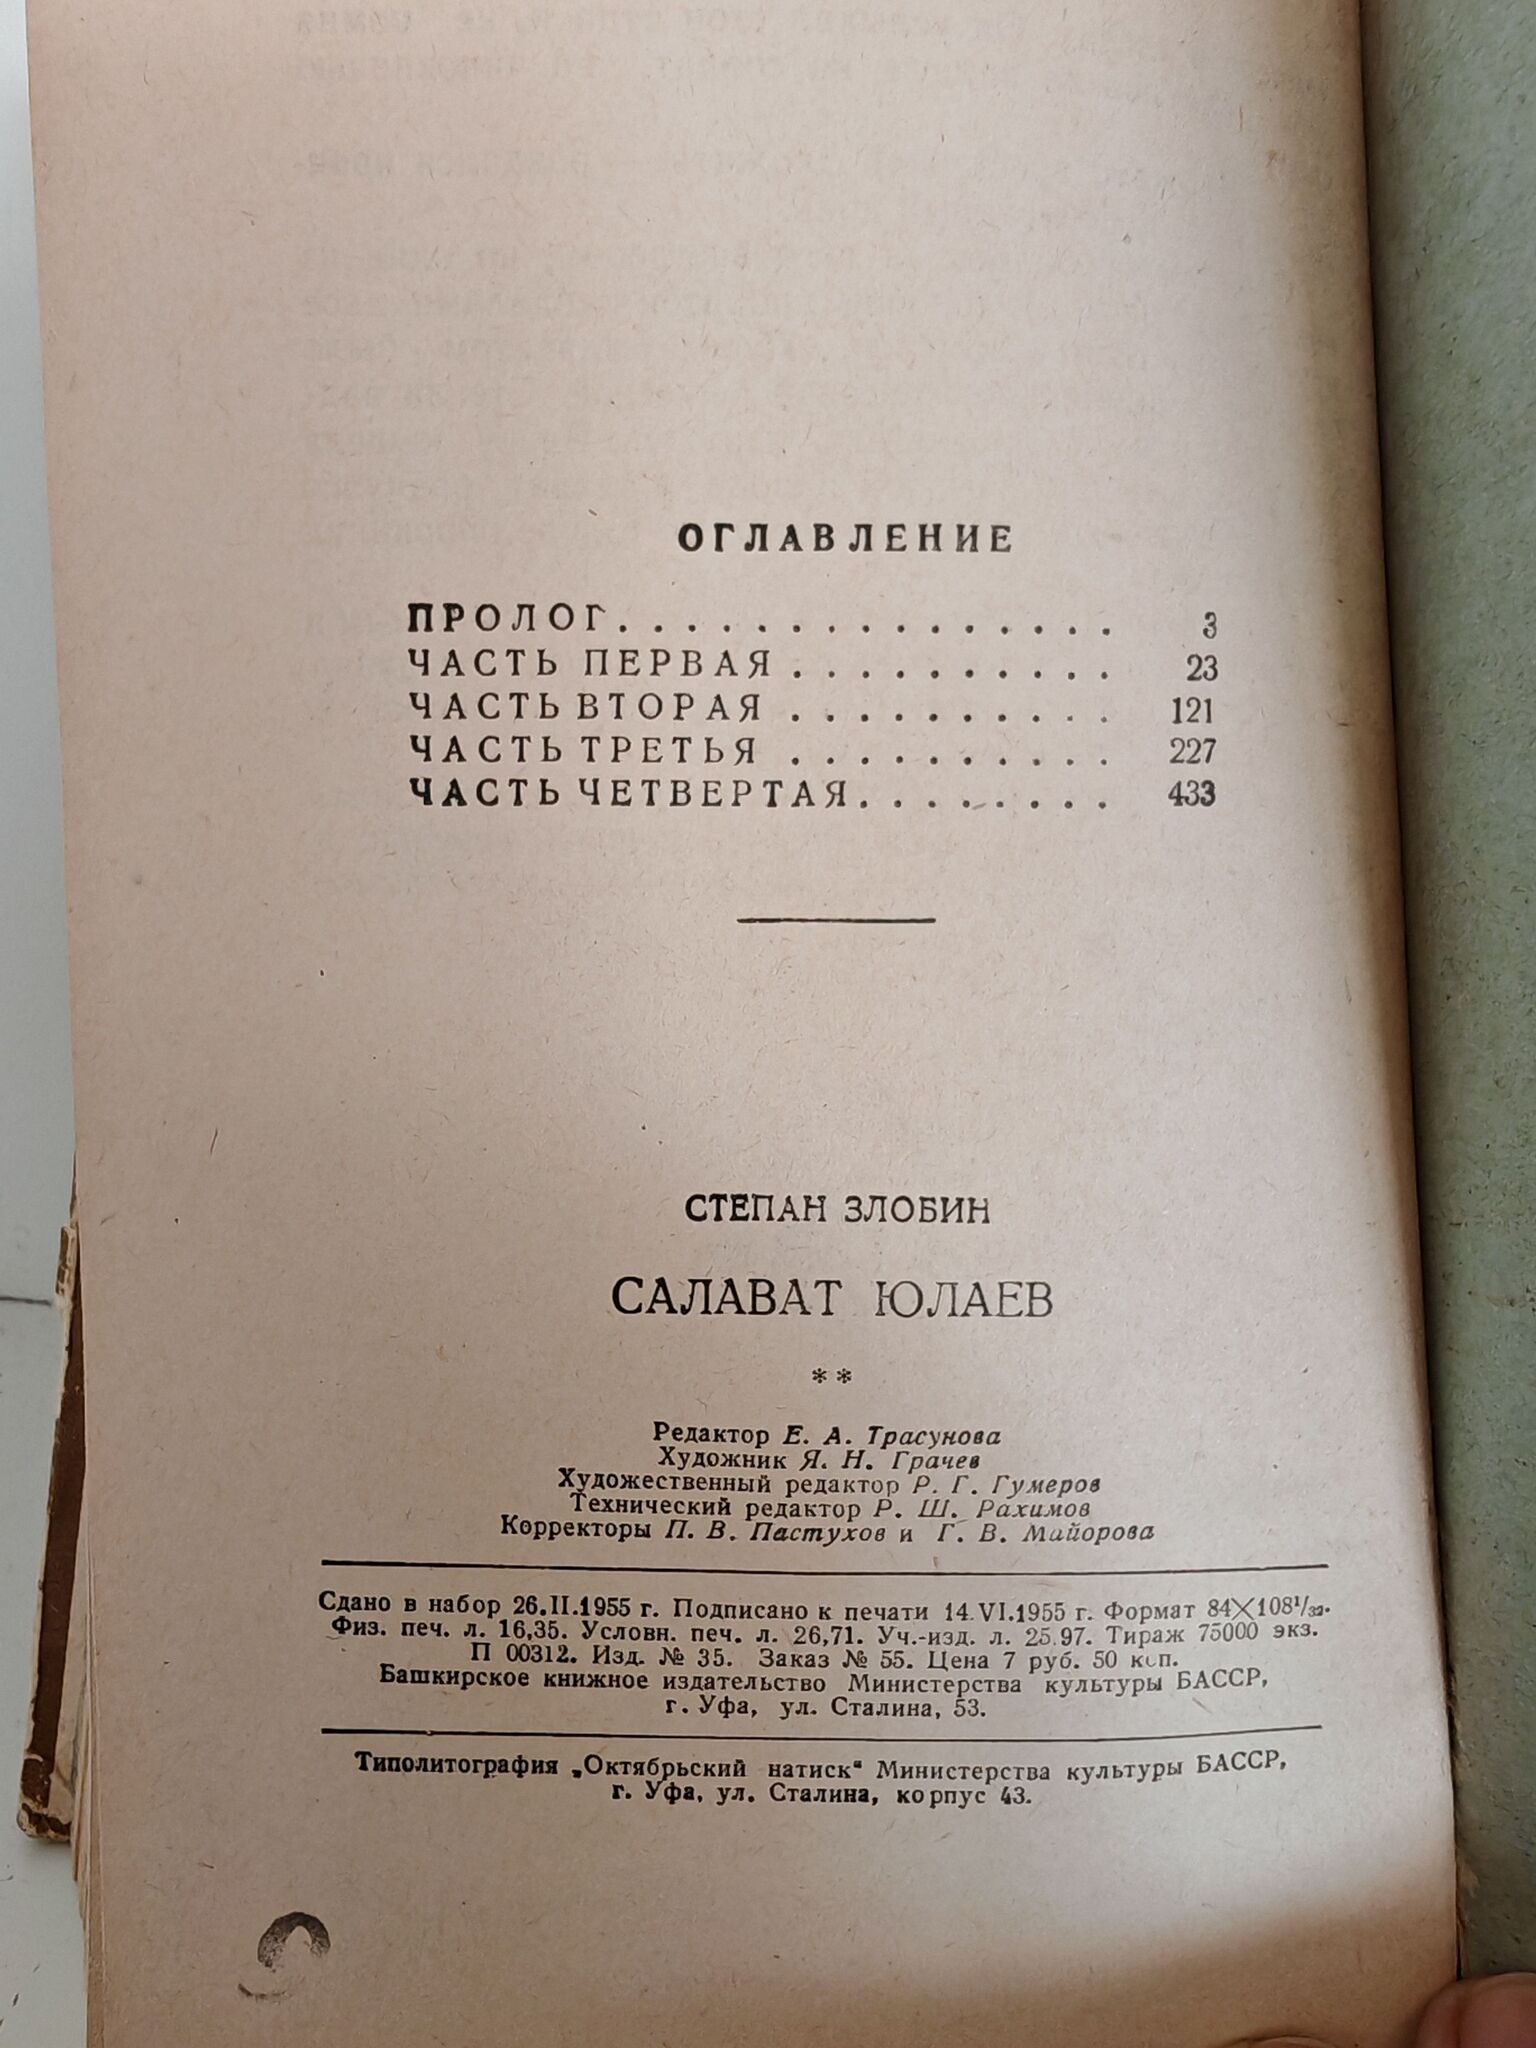 ОГЛАВЛЕНИЕ
ПРОЛОГ . . . . . . . . . . . . . . . . 3
ЧАСТЬ ПЕРВАЯ . . . . . . . . . . 23
ЧАСТЬ ВТОРАЯ . . . . . . . . . . 121
ЧАСТЬ ТРЕТЬЯ . . . . . . . . . . 227
ЧАСТЬ ЧЕТВЕРТАЯ . . . . . . . . 433
СТЕПАН ЗЛОБИН
САЛАВАТ ЮЛАЕВ
**
Редактор Е. А. Трасунова
Художник Я. Н. Грачев
Художественный редактор Р. Г. Гумеров
Технический редактор Р. Ш. Рахимов
Корректоры П. В. Пастухов и Г. В. Майорова
Сдано в набор 26.II.1955 г. Подписано к печати 14.VI.1955 г. Формат 84×108¹/₃₂.
Физ. печ. л. 16,35. Условн. печ. л. 26,71. Уч.-изд. л. 25.97. Тираж 75000 экз.
П 00312. Изд. № 35. Заказ № 55. Цена 7 руб. 50 коп.
Башкирское книжное издательство Министерства культуры БАССР,
г. Уфа, ул. Сталина, 53.
Типолитография „Октябрьский натиск“ Министерства культуры БАССР,
г. Уфа, ул. Сталина, корпус 43.